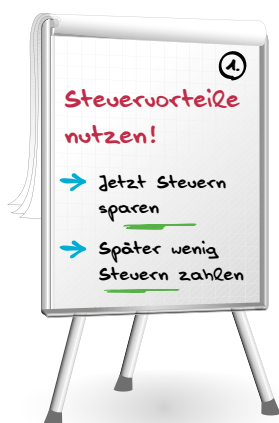 1.
Steuervorteile
nutzen!
Jetzt Steuern
sparen
Später wenig
Steuern zahlen